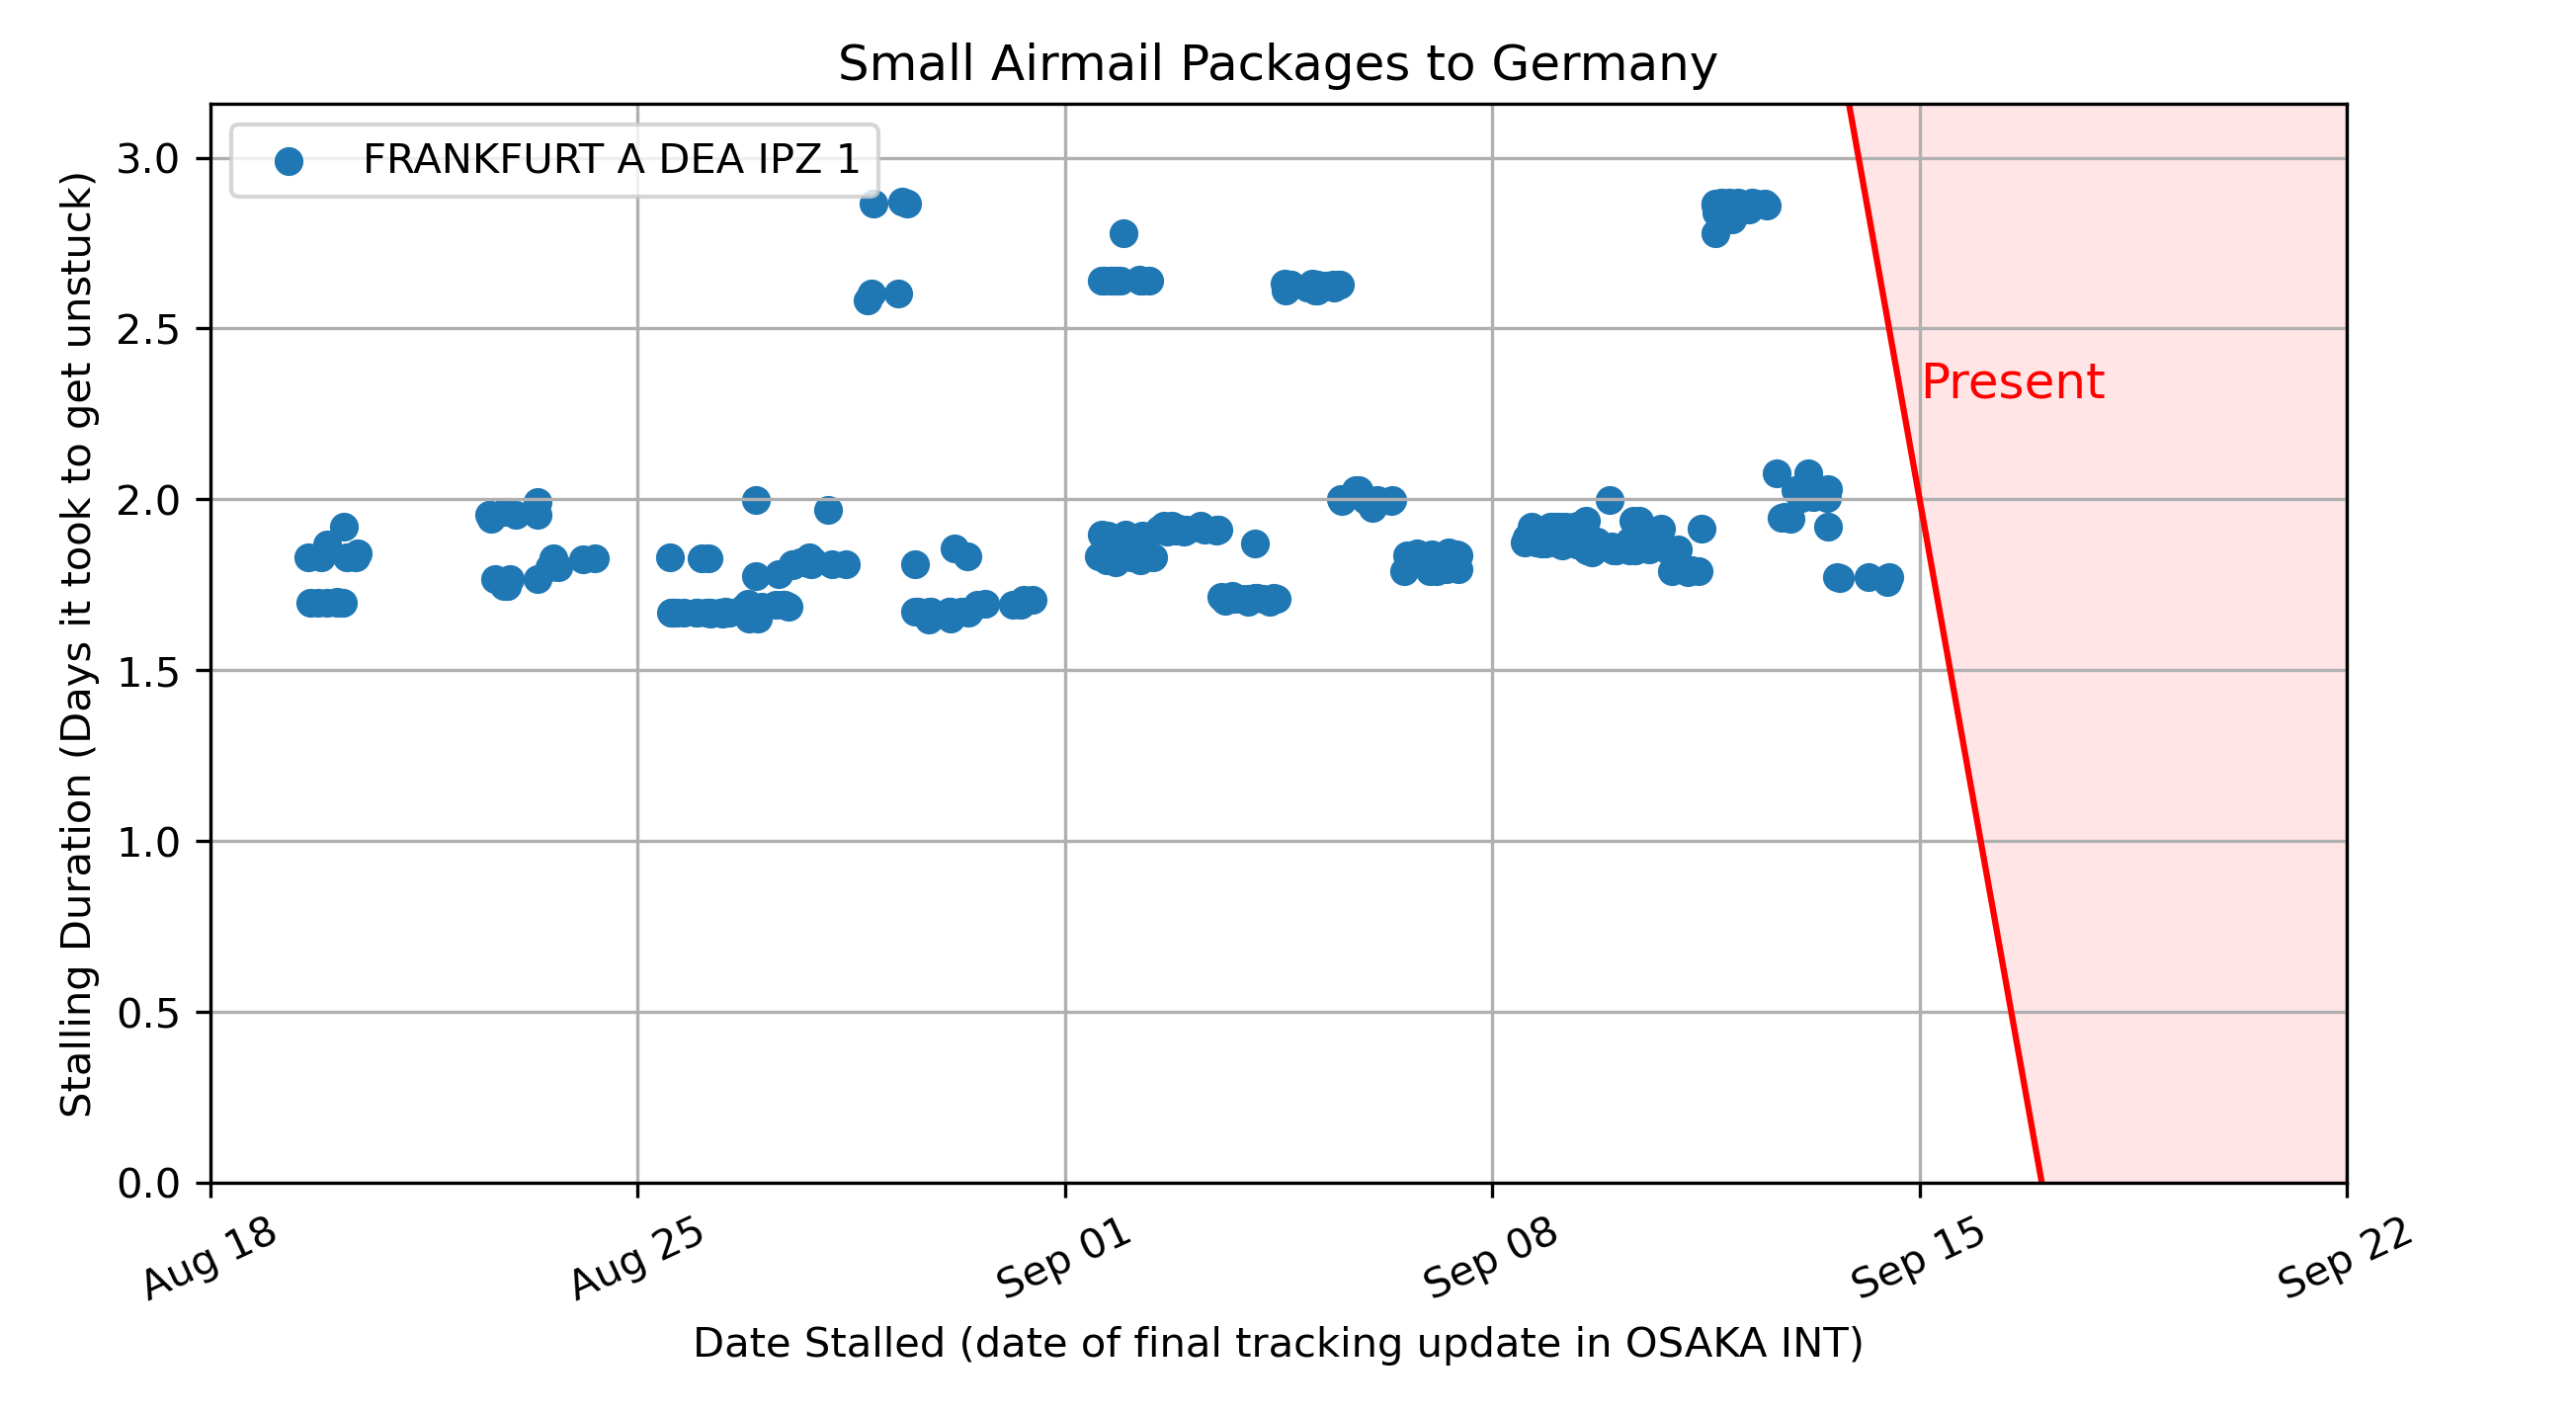 Small Airmail Packages to Germany
FRANKFURT A DEA IPZ 1
Stalling Duration (Days it took to get unstuck)
3.0
2.5
2.0
1.5
1.0
0.5
0.0
Present
Aug 18
Aug 25
Sep 01
Sep 08
Sep 15
Sep 22
Date Stalled (date of final tracking update in OSAKA INT)